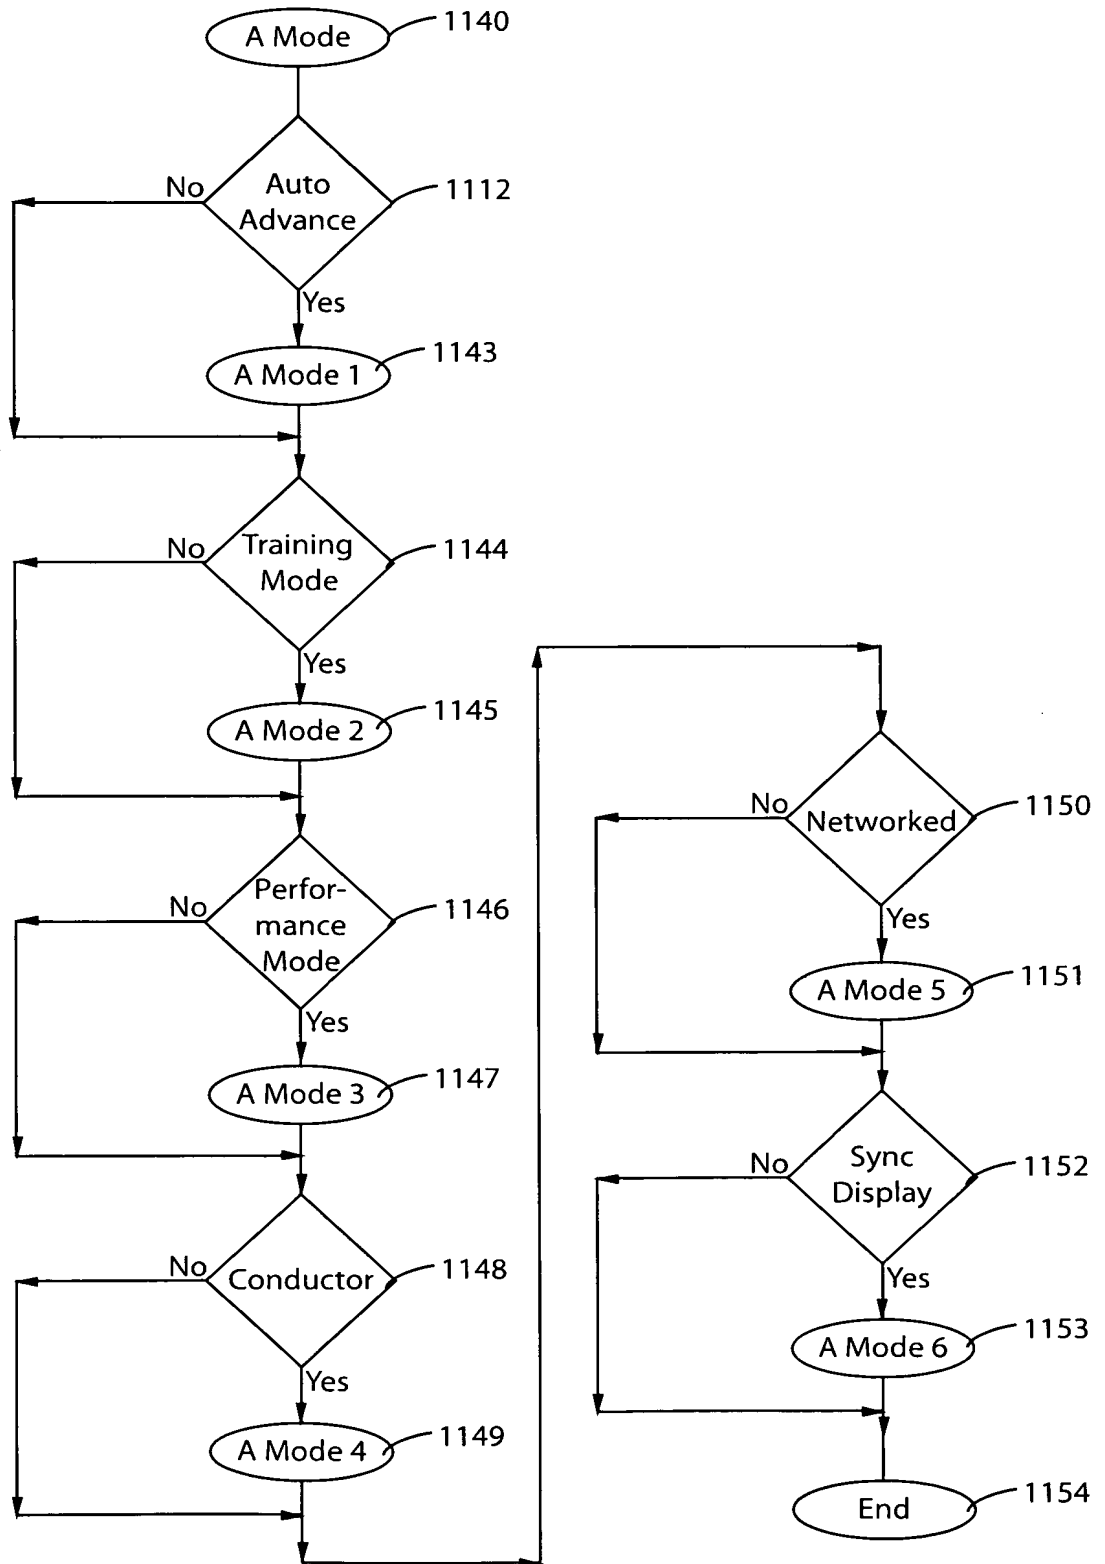 A Mode
1140
No
Auto
Advance
1112
Yes
A Mode 1
1143
No
Training
Mode
1144
Yes
A Mode 2
1145
No
Perfor-
mance
Mode
1146
Yes
A Mode 3
1147
No
Conductor
1148
Yes
A Mode 4
1149
No
Networked
1150
Yes
A Mode 5
1151
No
Sync
Display
1152
Yes
A Mode 6
1153
End
1154